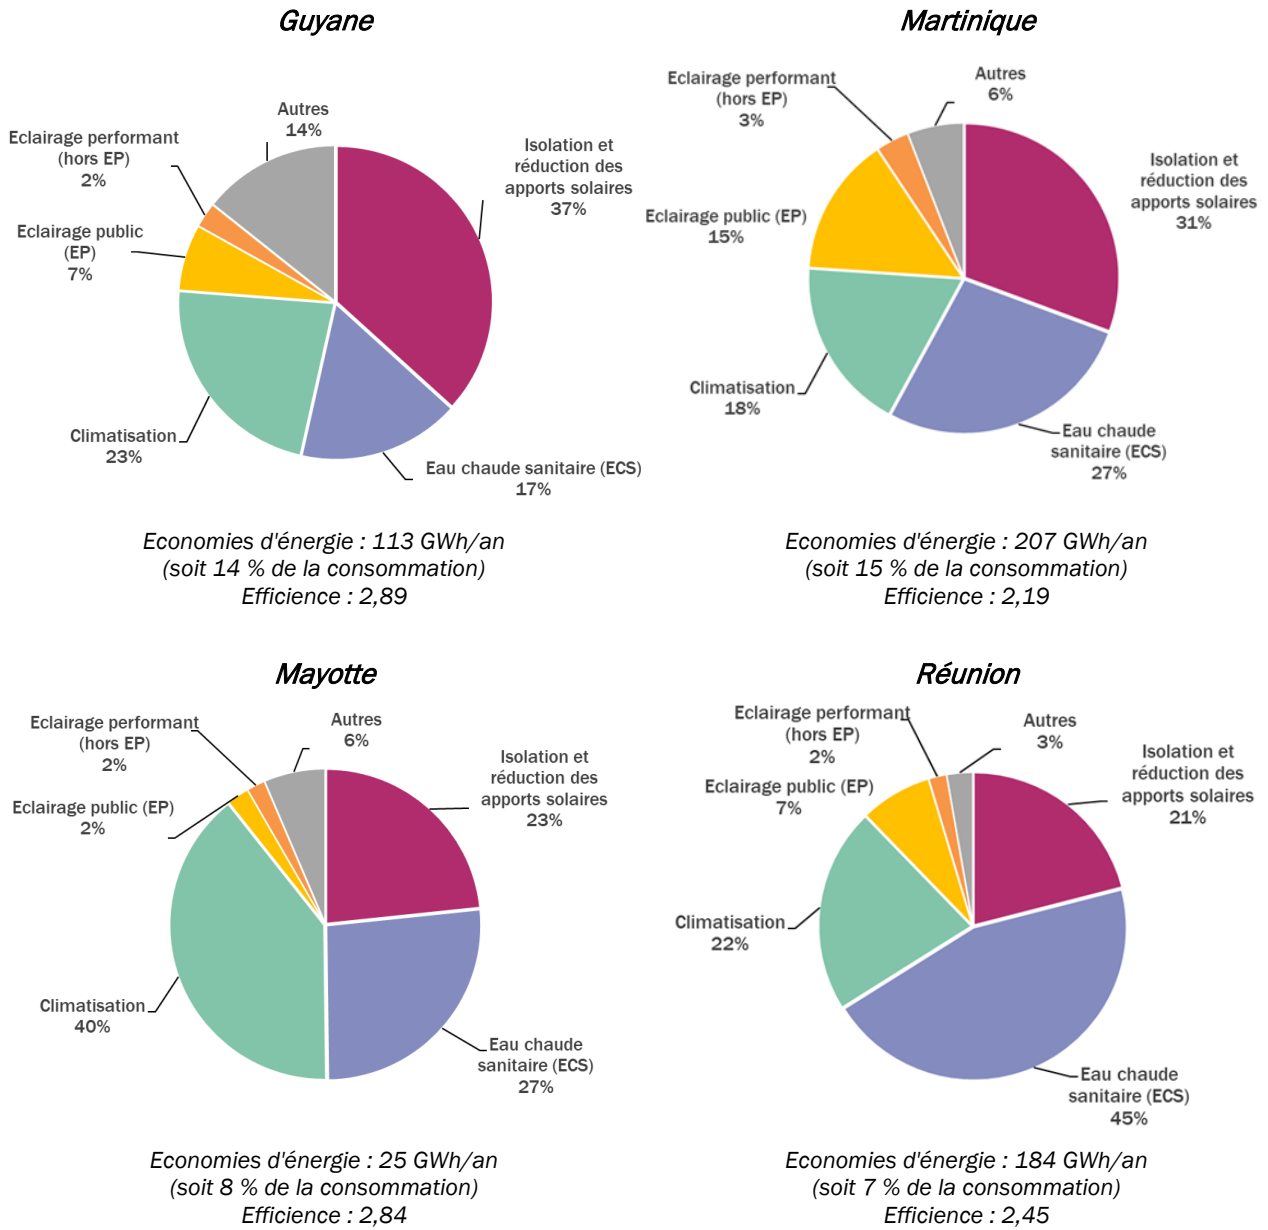 Guyane
Autres
14%
Eclairage performant
(hors EP)
2%
Isolation et
réduction des
apports solaires
37%
Eclairage public
(EP)
7%
Climatisation
23%
Eau chaude sanitaire (ECS)
17%
Economies d'énergie : 113 GWh/an
(soit 14 % de la consommation)
Efficience : 2,89
Martinique
Eclairage performant
(hors EP)
3%
Autres
6%
Isolation et
réduction des
apports solaires
31%
Eclairage public (EP)
15%
Climatisation
18%
Eau chaude
sanitaire (ECS)
27%
Economies d'énergie : 207 GWh/an
(soit 15 % de la consommation)
Efficience : 2,19
Mayotte
Eclairage performant
(hors EP)
2%
Autres
6%
Isolation et
réduction des
apports solaires
23%
Eclairage public (EP)
2%
Climatisation
40%
Eau chaude
sanitaire (ECS)
27%
Economies d'énergie : 25 GWh/an
(soit 8 % de la consommation)
Efficience : 2,84
Réunion
Eclairage performant
(hors EP)
2%
Autres
3%
Isolation et
réduction des
apports solaires
21%
Eclairage public (EP)
7%
Climatisation
22%
Eau chaude
sanitaire (ECS)
45%
Economies d'énergie : 184 GWh/an
(soit 7 % de la consommation)
Efficience : 2,45